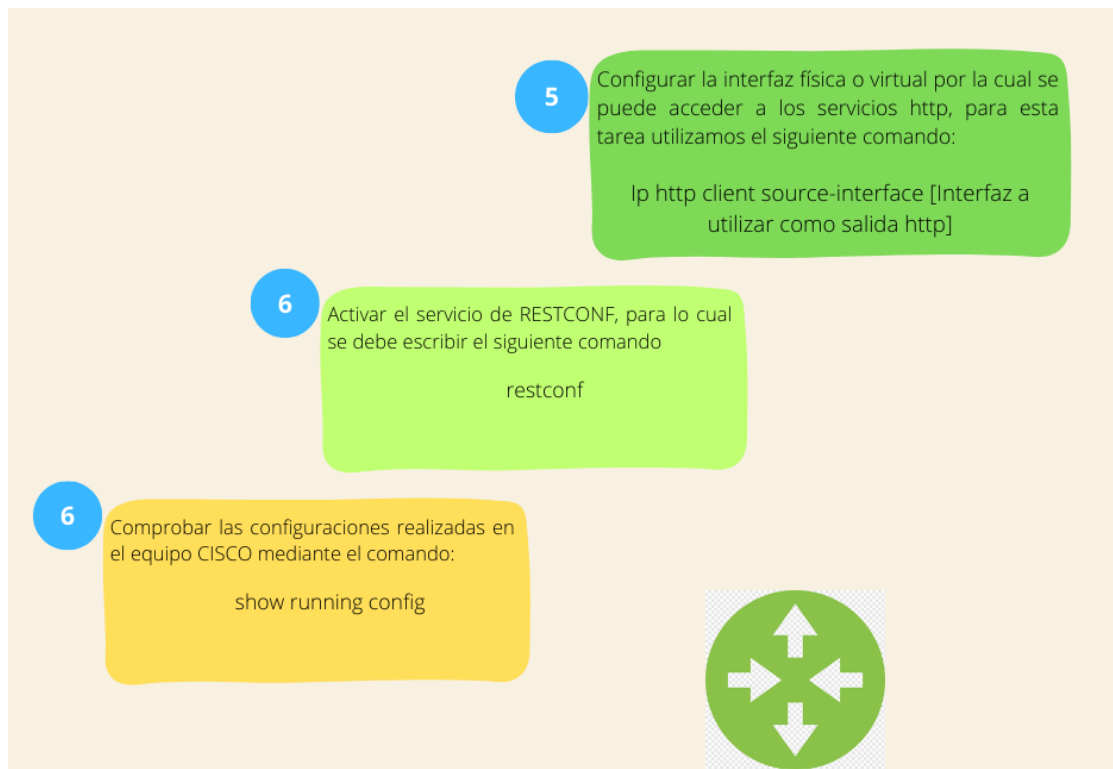 5
Configurar la interfaz física o virtual por la cual se
puede acceder a los servicios http, para esta
tarea utilizamos el siguiente comando:
Ip http client source-interface [Interfaz a
utilizar como salida http]
6
Activar el servicio de RESTCONF, para lo cual
se debe escribir el siguiente comando
restconf
6
Comprobar las configuraciones realizadas en
el equipo CISCO mediante el comando:
show running config